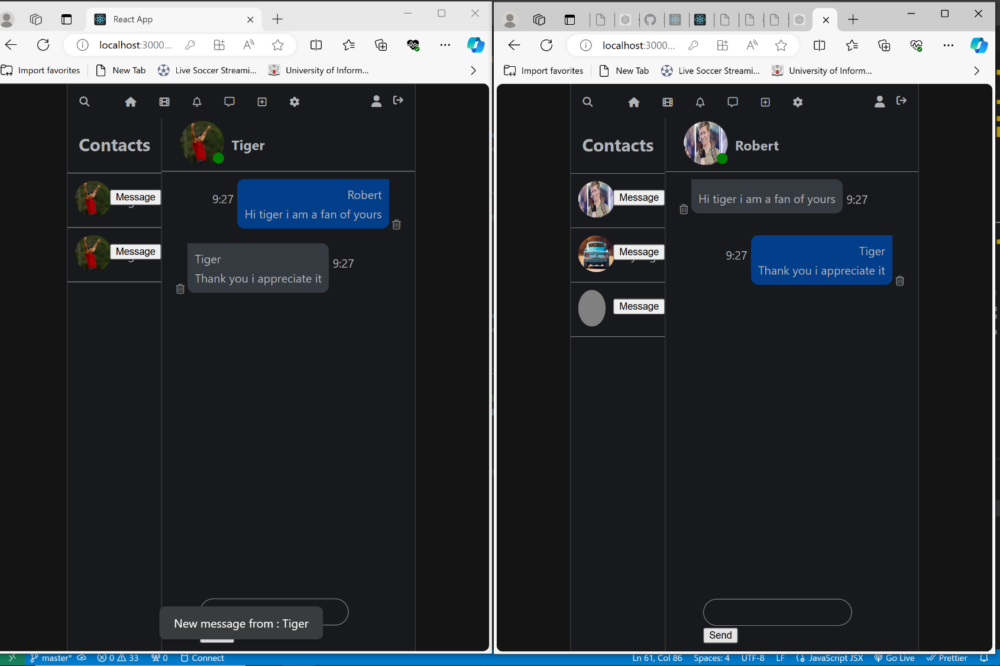 React App
localhost:3000...
localhost:3000...
Import favorites
New Tab
Live Soccer Streami...
University of Inform...
Import favorites
New Tab
Live Soccer Streami...
University of Inform...
Contacts
Tiger
Message
Message
9:27
Robert
Hi tiger i am a fan of yours
Tiger
Thank you i appreciate it
9:27
New message from : Tiger
Contacts
Robert
Message
Message
Message
Hi tiger i am a fan of yours
9:27
9:27
Tiger
Thank you i appreciate it
Send
master*
0
33
0
Connect
Ln 61, Col 86
Spaces: 4
UTF-8
LF
JavaScript JSX
Go Live
Prettier